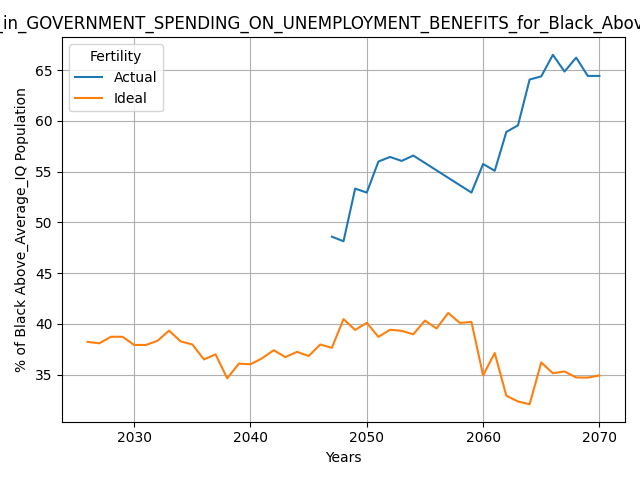 _in_GOVERNMENT_SPENDING_ON_UNEMPLOYMENT_BENEFITS_for_Black_Abov
Fertility
Actual
Ideal
% of Black Above_Average_IQ Population
65
60
55
50
45
40
35
2030
2040
2050
2060
2070
Years